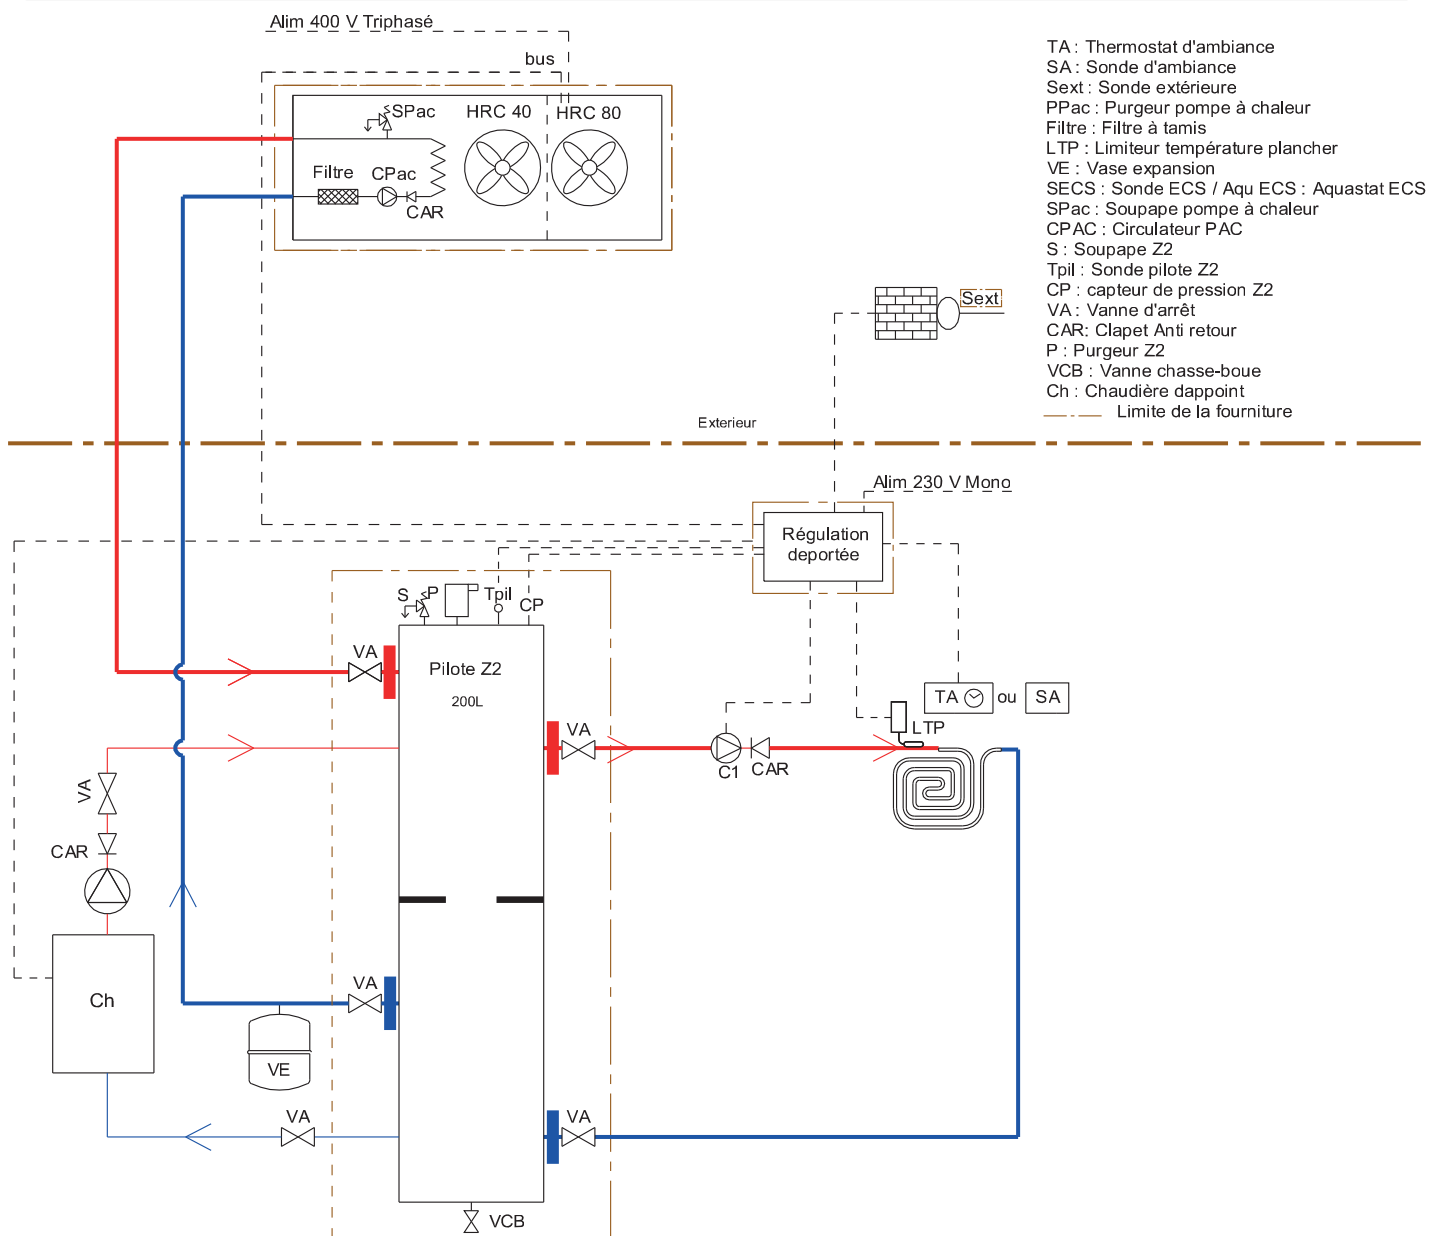 Alim 400 V Triphasé
bus
SPac
HRC 40
HRC 80
Filtre
CPac
CAR
TA : Thermostat d'ambiance
SA : Sonde d'ambiance
Sext : Sonde extérieure
PPac : Purgeur pompe à chaleur
Filtre : Filtre à tamis
LTP : Limiteur température plancher
VE : Vase expansion
SECS : Sonde ECS / Aqu ECS : Aquastat ECS
SPac : Soupape pompe à chaleur
CPAC : Circulateur PAC
S : Soupape Z2
Tpil : Sonde pilote Z2
CP : capteur de pression Z2
VA : Vanne d'arrêt
CAR: Clapet Anti retour
P : Purgeur Z2
VCB : Vanne chasse-boue
Ch : Chaudière dappoint
Limite de la fourniture
Sext
Exterieur
Alim 230 V Mono
Régulation
deportée
S
P
Tpil
CP
VA
Pilote Z2
200L
VA
TA
ou
SA
LTP
C1
CAR
VA
CAR
Ch
VA
VE
VA
VA
VCB